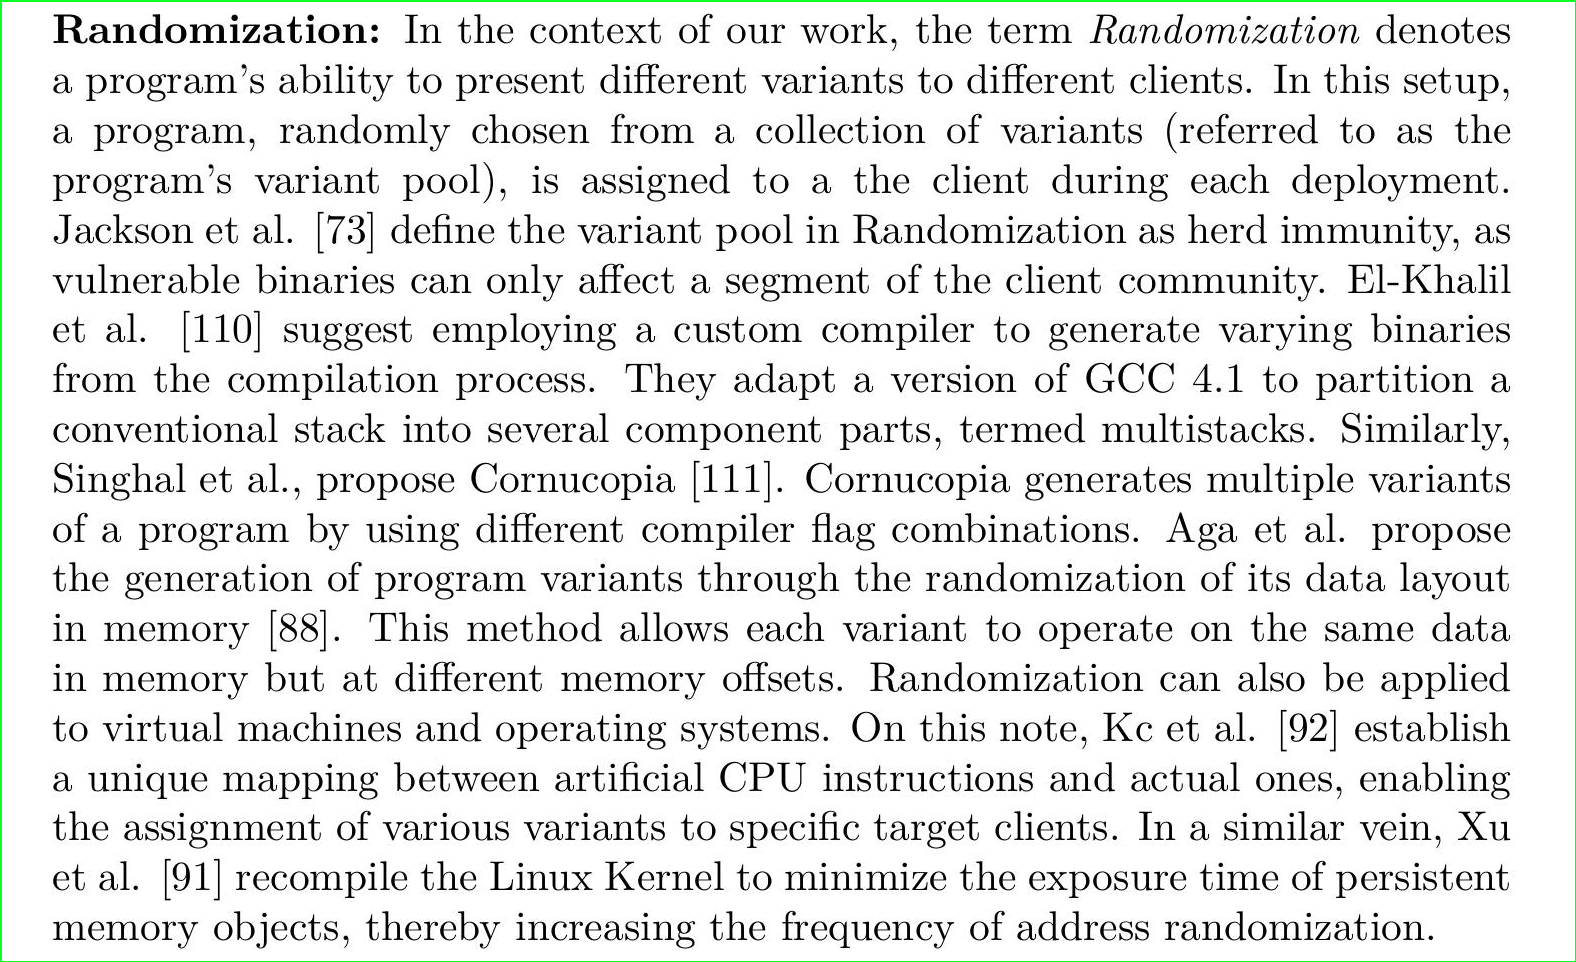 Randomization: In the context of our work, the term Randomization denotes
a program's ability to present different variants to different clients. In this setup,
a program, randomly chosen from a collection of variants (referred to as the
program's variant pool), is assigned to a the client during each deployment.
Jackson et al. [73] define the variant pool in Randomization as herd immunity, as
vulnerable binaries can only affect a segment of the client community. El-Khalil
et al. [110] suggest employing a custom compiler to generate varying binaries
from the compilation process. They adapt a version of GCC 4.1 to partition a
conventional stack into several component parts, termed multistacks. Similarly,
Singhal et al., propose Cornucopia [111]. Cornucopia generates multiple variants
of a program by using different compiler flag combinations. Aga et al. propose
the generation of program variants through the randomization of its data layout
in memory [88]. This method allows each variant to operate on the same data
in memory but at different memory offsets. Randomization can also be applied
to virtual machines and operating systems. On this note, Kc et al. [92] establish
a unique mapping between artificial CPU instructions and actual ones, enabling
the assignment of various variants to specific target clients. In a similar vein, Xu
et al. [91] recompile the Linux Kernel to minimize the exposure time of persistent
memory objects, thereby increasing the frequency of address randomization.